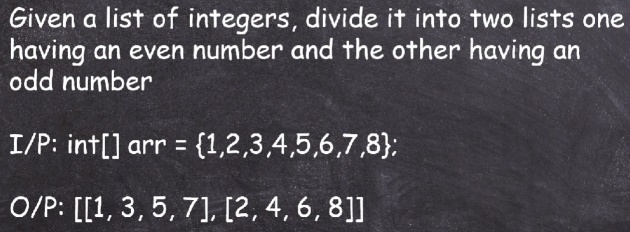 Given a list of integers, divide it into two lists one
having an even number and the other having an
odd number
I/P: int[] arr = {1,2,3,4,5,6,7,8};
O/P: [[1, 3, 5, 7], [2, 4, 6, 8]]